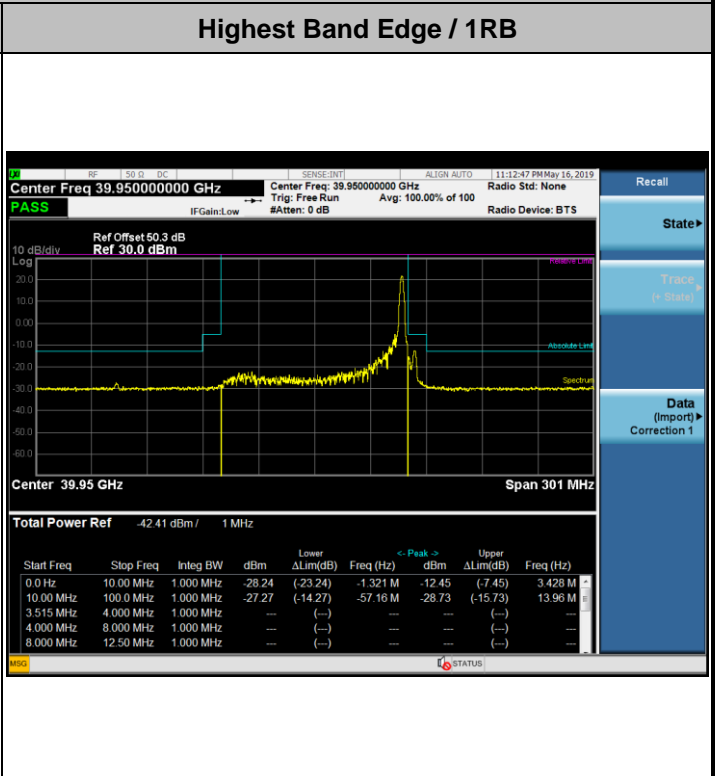 Highest Band Edge / 1RB
RF 50 Ω DC SENSE:INT ALIGN AUTO 11:12:47 PM May 16, 2019
Center Freq 39.950000000 GHz Center Freq: 39.950000000 GHz Radio Std: None Recall
PASS IFGain:Low Trig: Free Run Avg: 100.00% of 100
#Atten: 0 dB Radio Device: BTS
State
Ref Offset 50.3 dB
10 dB/div Ref 30.0 dBm
Log Relative Limit
20.0
Trace
(+ State)
10.0
0.00
-10.0 Absolute Limit
-20.0
Spectrum
-30.0
Data
(Import)
Correction 1
-40.0
-50.0
-60.0
Center 39.95 GHz Span 301 MHz
Total Power Ref -42.41 dBm / 1 MHz
Lower <- Peak -> Upper
Start Freq Stop Freq Integ BW dBm ΔLim(dB) Freq (Hz) dBm ΔLim(dB) Freq (Hz)
0.0 Hz 10.00 MHz 1.000 MHz -28.24 (-23.24) -1.321 M -12.45 (-7.45) 3.428 M
10.00 MHz 100.0 MHz 1.000 MHz -27.27 (-14.27) -57.16 M -28.73 (-15.73) 13.96 M
3.515 MHz 4.000 MHz 1.000 MHz --- (---) --- --- (---) ---
4.000 MHz 8.000 MHz 1.000 MHz --- (---) --- --- (---) ---
8.000 MHz 12.50 MHz 1.000 MHz --- (---) --- --- (---) ---
MSG STATUS